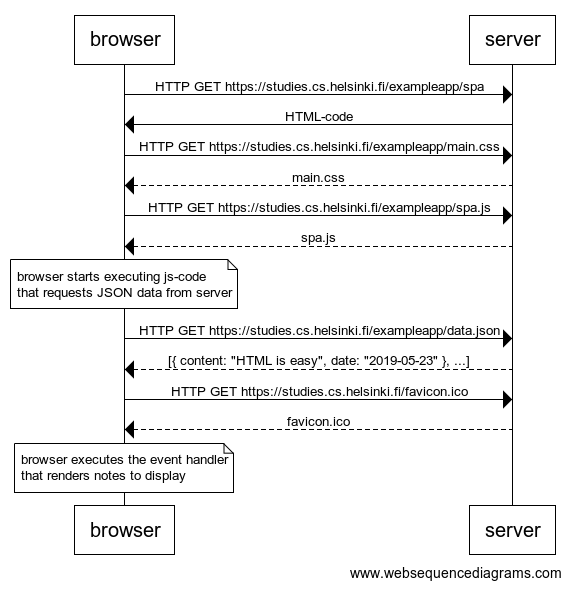 browser
server
HTTP GET https://studies.cs.helsinki.fi/exampleapp/spa
HTML-code
HTTP GET https://studies.cs.helsinki.fi/exampleapp/main.css
main.css
HTTP GET https://studies.cs.helsinki.fi/exampleapp/spa.js
spa.js
browser starts executing js-code
that requests JSON data from server
HTTP GET https://studies.cs.helsinki.fi/exampleapp/data.json
[{ content: "HTML is easy", date: "2019-05-23" }, ...]
HTTP GET https://studies.cs.helsinki.fi/favicon.ico
favicon.ico
browser executes the event handler
that renders notes to display
browser
server
www.websequencediagrams.com